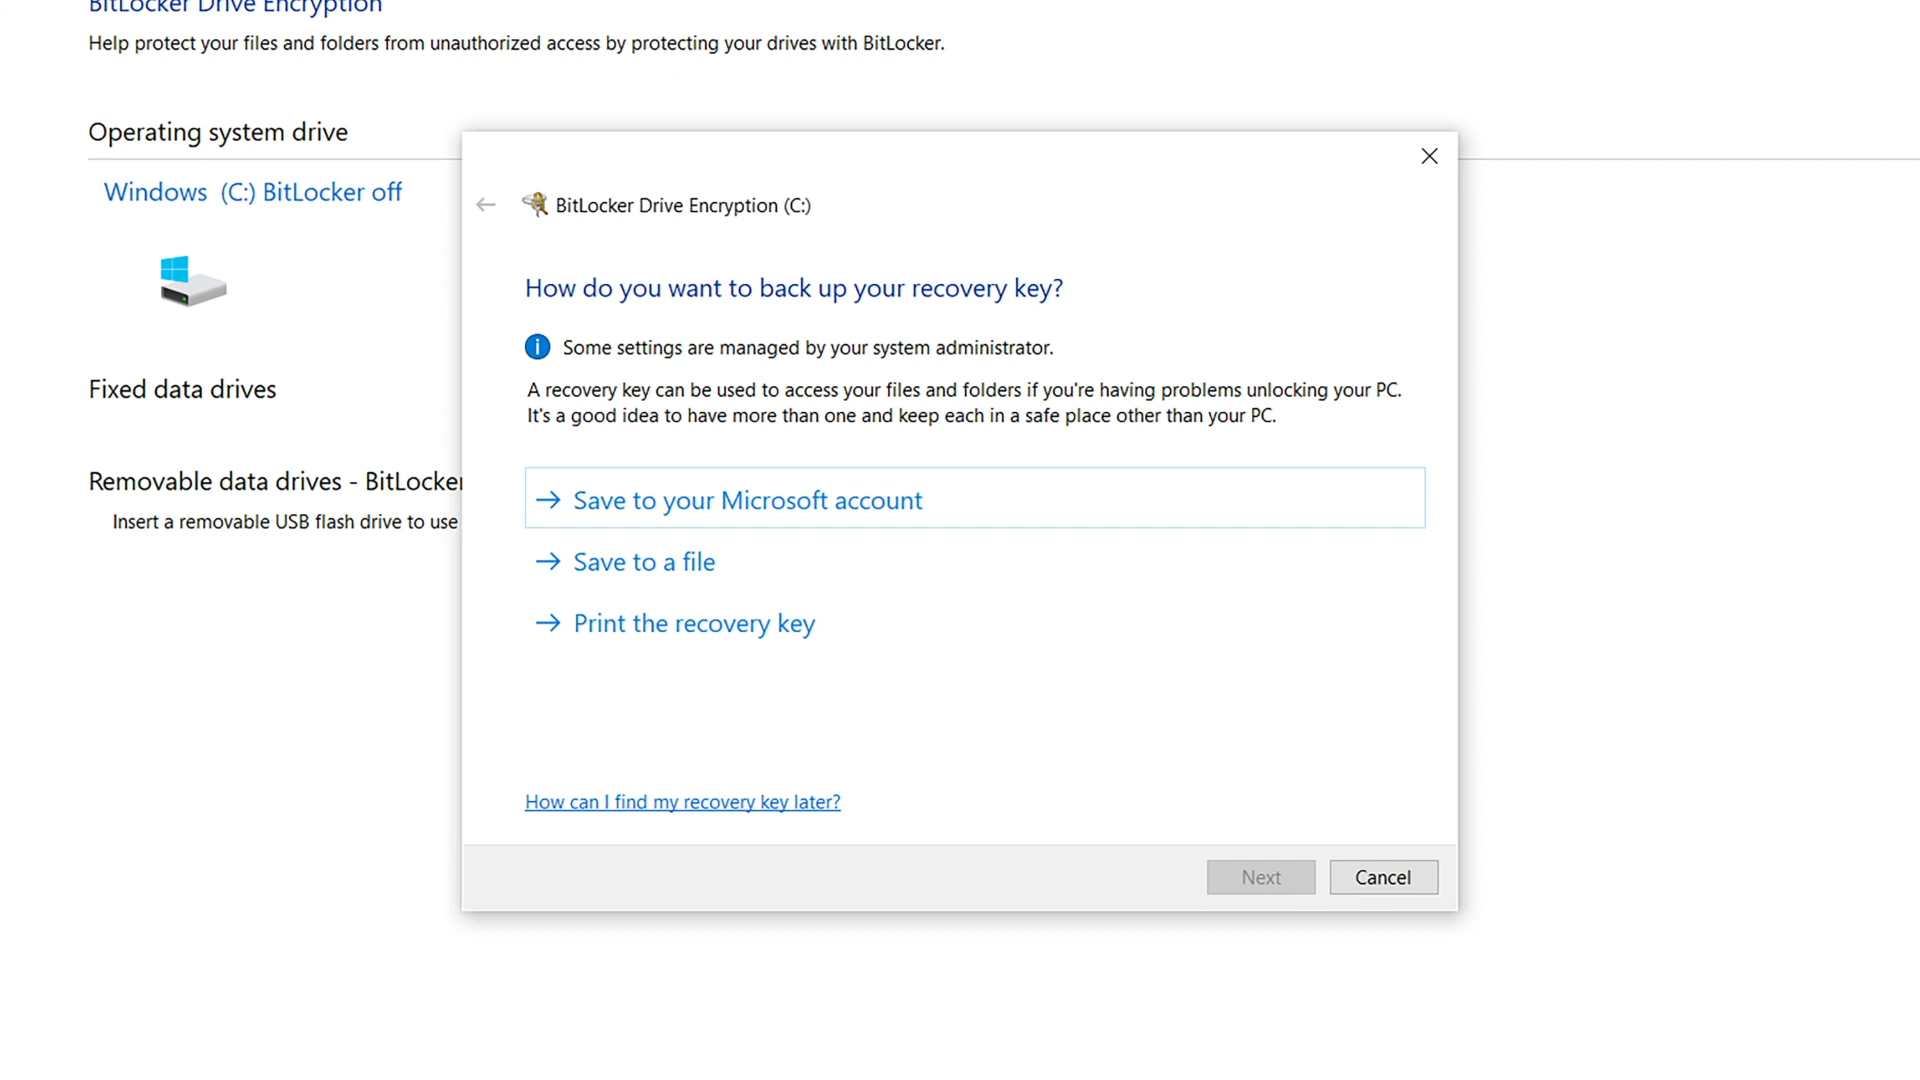 BitLocker Drive Encryption
Help protect your files and folders from unauthorized access by protecting your drives with BitLocker.
Operating system drive
Windows (C:) BitLocker off
Fixed data drives
Removable data drives - BitLocker
Insert a removable USB flash drive to use
BitLocker Drive Encryption (C:)
How do you want to back up your recovery key?
Some settings are managed by your system administrator.
A recovery key can be used to access your files and folders if you're having problems unlocking your PC.
It's a good idea to have more than one and keep each in a safe place other than your PC.
Save to your Microsoft account
Save to a file
Print the recovery key
How can I find my recovery key later?
Next
Cancel